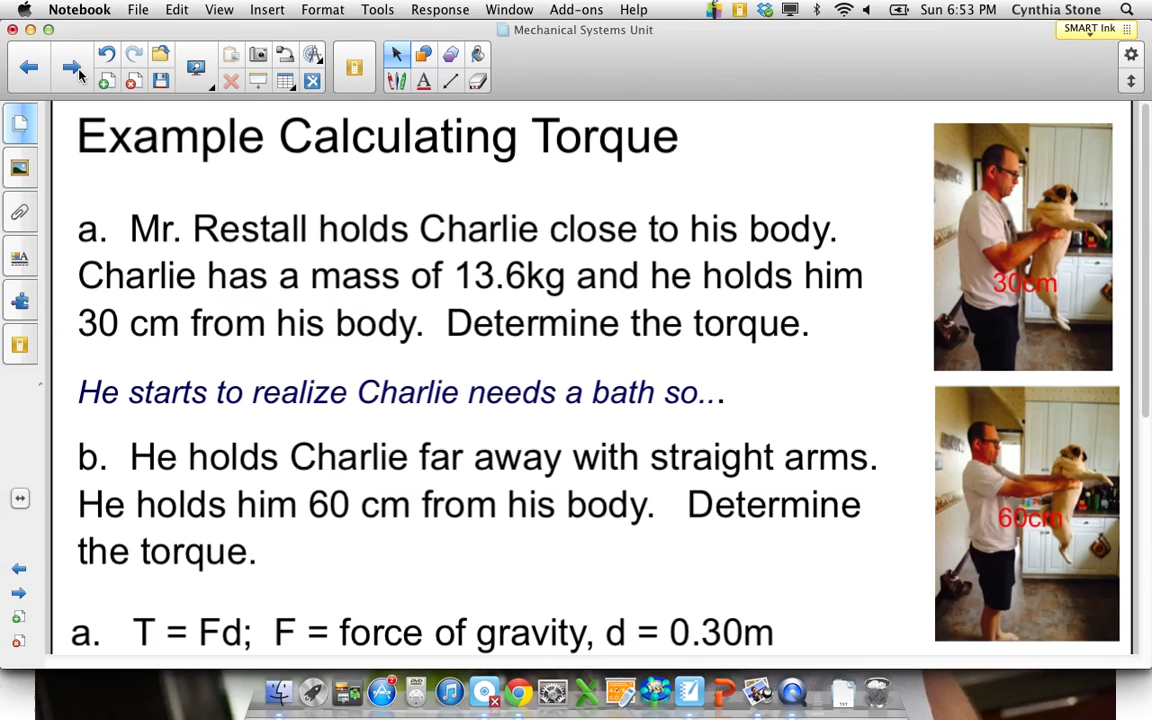 Notebook File Edit View Insert Format Tools Response Window Add-ons Help Sun 6:53 PM Cynthia Stone
Mechanical Systems Unit
SMART Ink
Example Calculating Torque
a. Mr. Restall holds Charlie close to his body.
Charlie has a mass of 13.6kg and he holds him
30 cm from his body. Determine the torque.
30cm
He starts to realize Charlie needs a bath so...
b. He holds Charlie far away with straight arms.
He holds him 60 cm from his body. Determine
the torque.
60cm
a. T = Fd; F = force of gravity, d = 0.30m